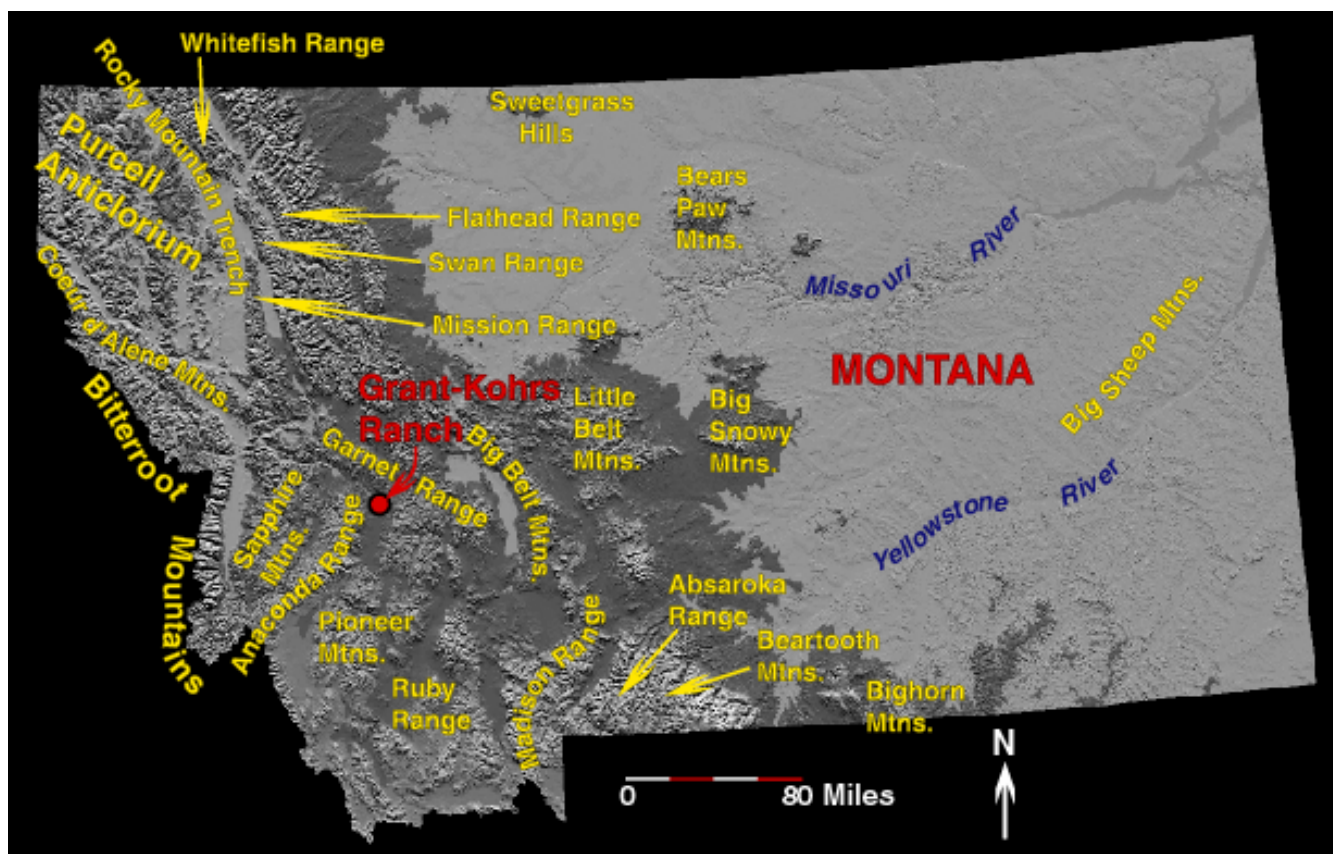 Whitefish Range
Rocky Mountain Trench
Purcell
Anticlorium
Sweetgrass
Hills
Bears
Paw
Mtns.
Flathead Range
Swan Range
Mission Range
Missouri River
Coeur d'Alene Mtns.
Bitterroot
Mountains
Grant-Kohrs
Ranch
Little
Belt
Mtns.
Big
Snowy
Mtns.
MONTANA
Big Sheep Mtns.
Garnet Range
Big Belt Mtns.
Sapphire
Mtns.
Anaconda Range
Yellowstone River
Pioneer
Mtns.
Ruby
Range
Madison Range
Absaroka
Range
Beartooth
Mtns.
Bighorn
Mtns.
N
0 80 Miles